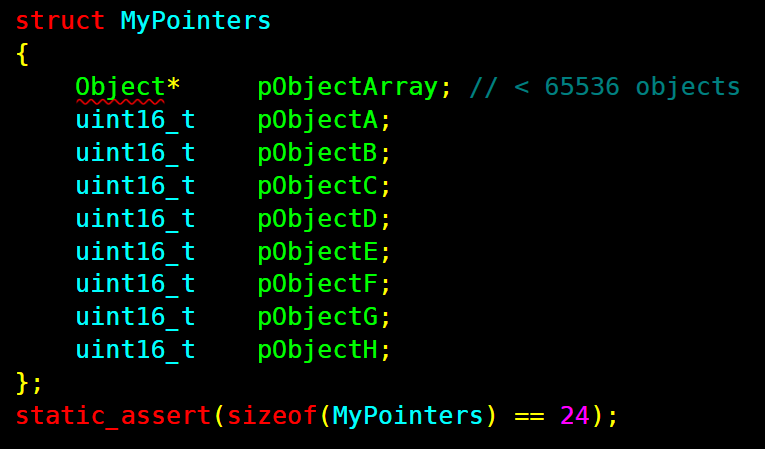 struct MyPointers
{
    Object*     pObjectArray; // < 65536 objects
    uint16_t    pObjectA;
    uint16_t    pObjectB;
    uint16_t    pObjectC;
    uint16_t    pObjectD;
    uint16_t    pObjectE;
    uint16_t    pObjectF;
    uint16_t    pObjectG;
    uint16_t    pObjectH;
};
static_assert(sizeof(MyPointers) == 24);